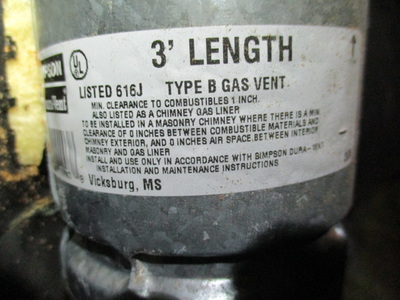 3' LENGTH
UL
LISTED 616J TYPE B GAS VENT
MIN. CLEARANCE TO COMBUSTIBLES 1 INCH.
ALSO LISTED AS A CHIMNEY GAS LINER
TO BE INSTALLED IN A MASONRY CHIMNEY WHERE THERE IS A MIN.
CLEARANCE OF 0 INCHES BETWEEN COMBUSTIBLE MATERIALS AND
CHIMNEY EXTERIOR, AND 0 INCHES AIR SPACE, BETWEEN INTERIOR
MASONRY AND GAS LINER
INSTALL AND USE ONLY IN ACCORDANCE WITH SIMPSON DURA-VENT
INSTALLATION AND MAINTENANCE INSTRUCTIONS
Vicksburg, MS